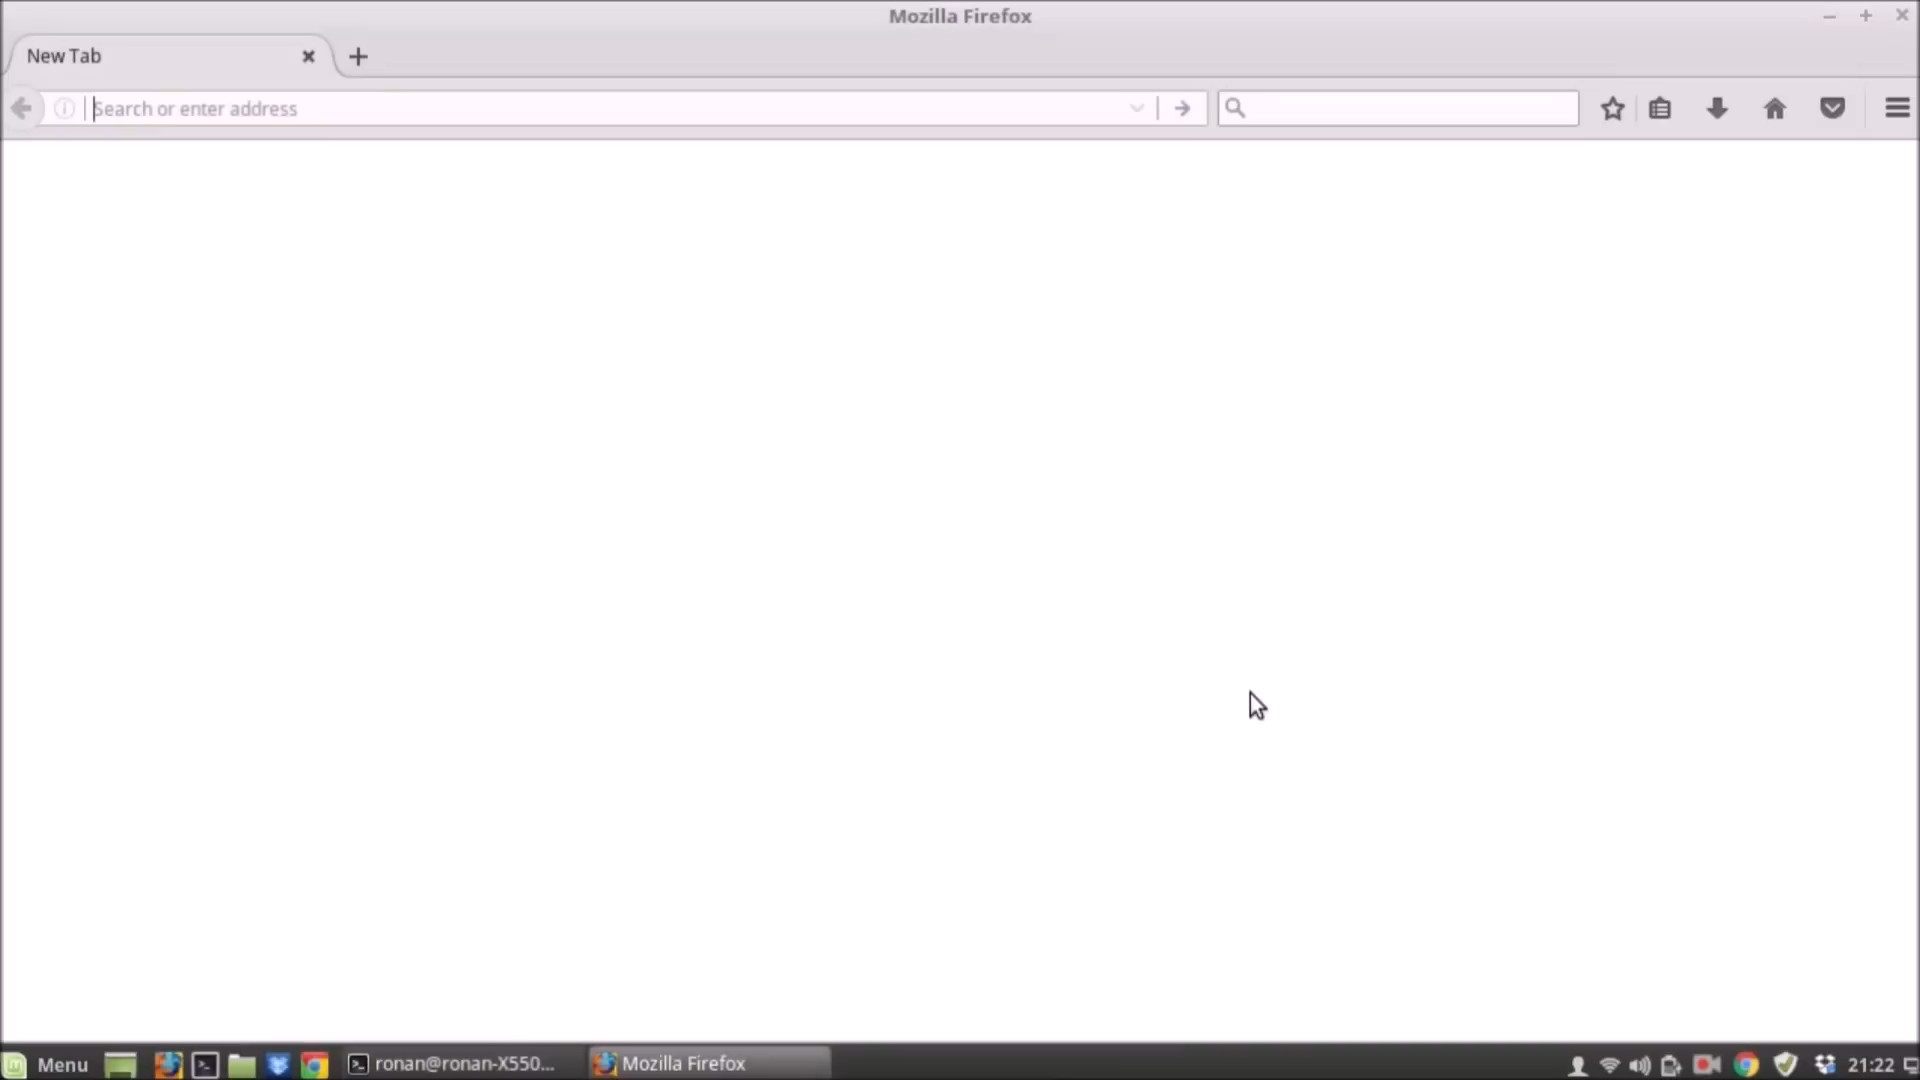 Mozilla Firefox
New Tab
Search or enter address
Menu
ronan@ronan-X550...
Mozilla Firefox
21:22